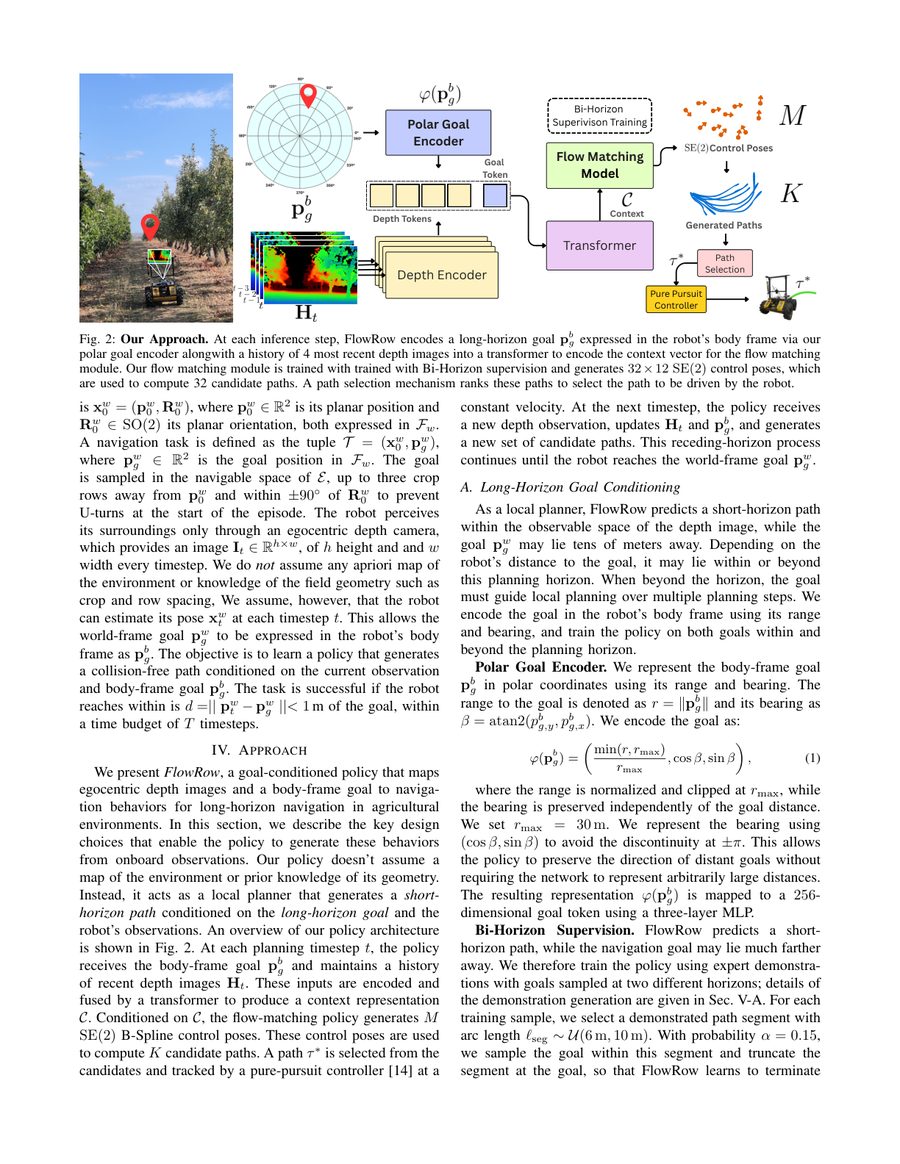 φ(p_g^b)
Polar Goal
Encoder
Goal
Token
Depth Tokens
Depth Encoder
p_g^b
t−3
t−2
t−1
t
H_t
Bi-Horizon
Superivison Training
Flow Matching
Model
C
Context
Transformer
M
SE(2) Control Poses
K
Generated Paths
Path
Selection
τ*
Pure Pursuit
Controller
τ*
Fig. 2: Our Approach. At each inference step, FlowRow encodes a long-horizon goal p_g^b expressed in the robot's body frame via our
polar goal encoder alongwith a history of 4 most recent depth images into a transformer to encode the context vector for the flow matching
module. Our flow matching module is trained with trained with Bi-Horizon supervision and generates 32 × 12 SE(2) control poses, which
are used to compute 32 candidate paths. A path selection mechanism ranks these paths to select the path to be driven by the robot.
is x_0^w = (p_0^w, R_0^w), where p_0^w ∈ R² is its planar position and
R_0^w ∈ SO(2) its planar orientation, both expressed in F_w.
A navigation task is defined as the tuple T = (x_0^w, p_g^w),
where p_g^w ∈ R² is the goal position in F_w. The goal
is sampled in the navigable space of E, up to three crop
rows away from p_0^w and within ±90° of R_0^w to prevent
U-turns at the start of the episode. The robot perceives
its surroundings only through an egocentric depth camera,
which provides an image I_t ∈ R^{h×w}, of h height and and w
width every timestep. We do not assume any apriori map of
the environment or knowledge of the field geometry such as
crop and row spacing, We assume, however, that the robot
can estimate its pose x_t^w at each timestep t. This allows the
world-frame goal p_g^w to be expressed in the robot's body
frame as p_g^b. The objective is to learn a policy that generates
a collision-free path conditioned on the current observation
and body-frame goal p_g^b. The task is successful if the robot
reaches within is d =|| p_t^w − p_g^w ||< 1 m of the goal, within
a time budget of T timesteps.
IV. APPROACH
We present FlowRow, a goal-conditioned policy that maps
egocentric depth images and a body-frame goal to naviga-
tion behaviors for long-horizon navigation in agricultural
environments. In this section, we describe the key design
choices that enable the policy to generate these behaviors
from onboard observations. Our policy doesn't assume a
map of the environment or prior knowledge of its geometry.
Instead, it acts as a local planner that generates a short-
horizon path conditioned on the long-horizon goal and the
robot's observations. An overview of our policy architecture
is shown in Fig. 2. At each planning timestep t, the policy
receives the body-frame goal p_g^b and maintains a history
of recent depth images H_t. These inputs are encoded and
fused by a transformer to produce a context representation
C. Conditioned on C, the flow-matching policy generates M
SE(2) B-Spline control poses. These control poses are used
to compute K candidate paths. A path τ* is selected from the
candidates and tracked by a pure-pursuit controller [14] at a
constant velocity. At the next timestep, the policy receives
a new depth observation, updates H_t and p_g^b, and generates
a new set of candidate paths. This receding-horizon process
continues until the robot reaches the world-frame goal p_g^w.
A. Long-Horizon Goal Conditioning
As a local planner, FlowRow predicts a short-horizon path
within the observable space of the depth image, while the
goal p_g^w may lie tens of meters away. Depending on the
robot's distance to the goal, it may lie within or beyond
this planning horizon. When beyond the horizon, the goal
must guide local planning over multiple planning steps. We
encode the goal in the robot's body frame using its range
and bearing, and train the policy on both goals within and
beyond the planning horizon.
Polar Goal Encoder. We represent the body-frame goal
p_g^b in polar coordinates using its range and bearing. The
range to the goal is denoted as r = ‖p_g^b‖ and its bearing as
β = atan2(p_{g,y}^b, p_{g,x}^b). We encode the goal as:
φ(p_g^b) = ( min(r, r_max) / r_max , cos β, sin β ) , (1)
where the range is normalized and clipped at r_max, while
the bearing is preserved independently of the goal distance.
We set r_max = 30 m. We represent the bearing using
(cos β, sin β) to avoid the discontinuity at ±π. This allows
the policy to preserve the direction of distant goals without
requiring the network to represent arbitrarily large distances.
The resulting representation φ(p_g^b) is mapped to a 256-
dimensional goal token using a three-layer MLP.
Bi-Horizon Supervision. FlowRow predicts a short-
horizon path, while the navigation goal may lie much farther
away. We therefore train the policy using expert demonstra-
tions with goals sampled at two different horizons; details of
the demonstration generation are given in Sec. V-A. For each
training sample, we select a demonstrated path segment with
arc length ℓ_seg ∼ U(6 m, 10 m). With probability α = 0.15,
we sample the goal within this segment and truncate the
segment at the goal, so that FlowRow learns to terminate